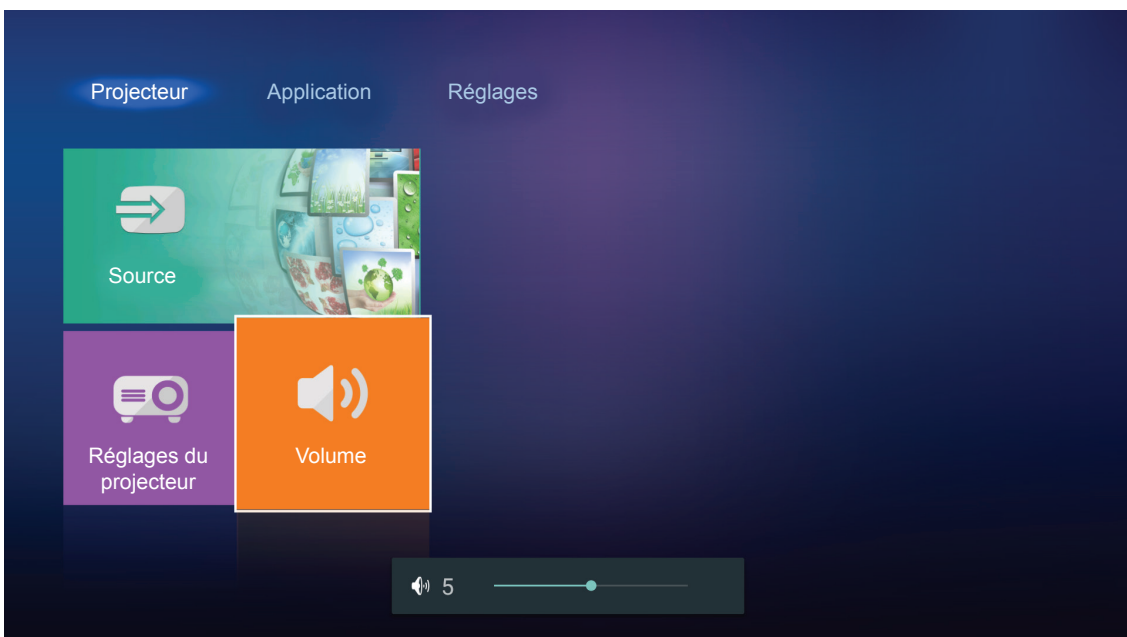 Projecteur
Application
Réglages
Source
Réglages du
projecteur
Volume
5